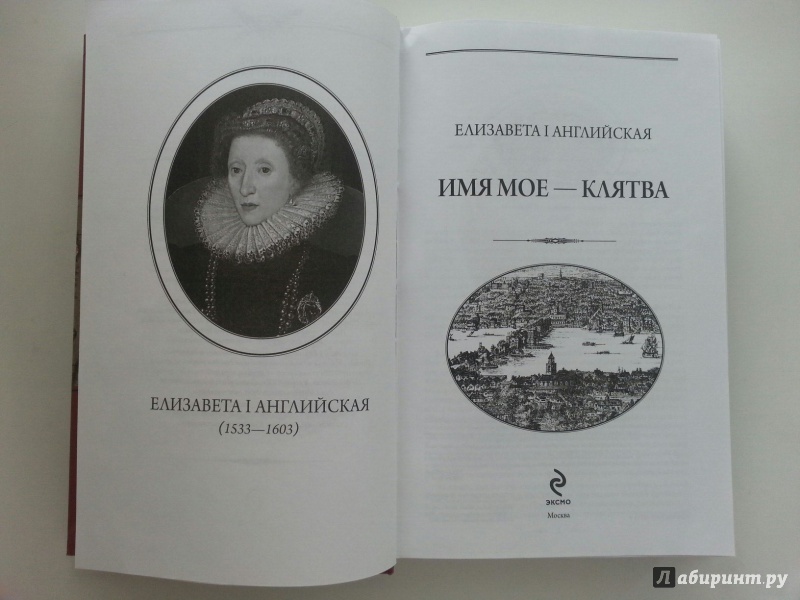 ЕЛИЗАВЕТА I АНГЛИЙСКАЯ
(1533—1603)
ЕЛИЗАВЕТА I АНГЛИЙСКАЯ
ИМЯ МОЕ — КЛЯТВА
ЭКСМО
Москва
Лабиринт.ру